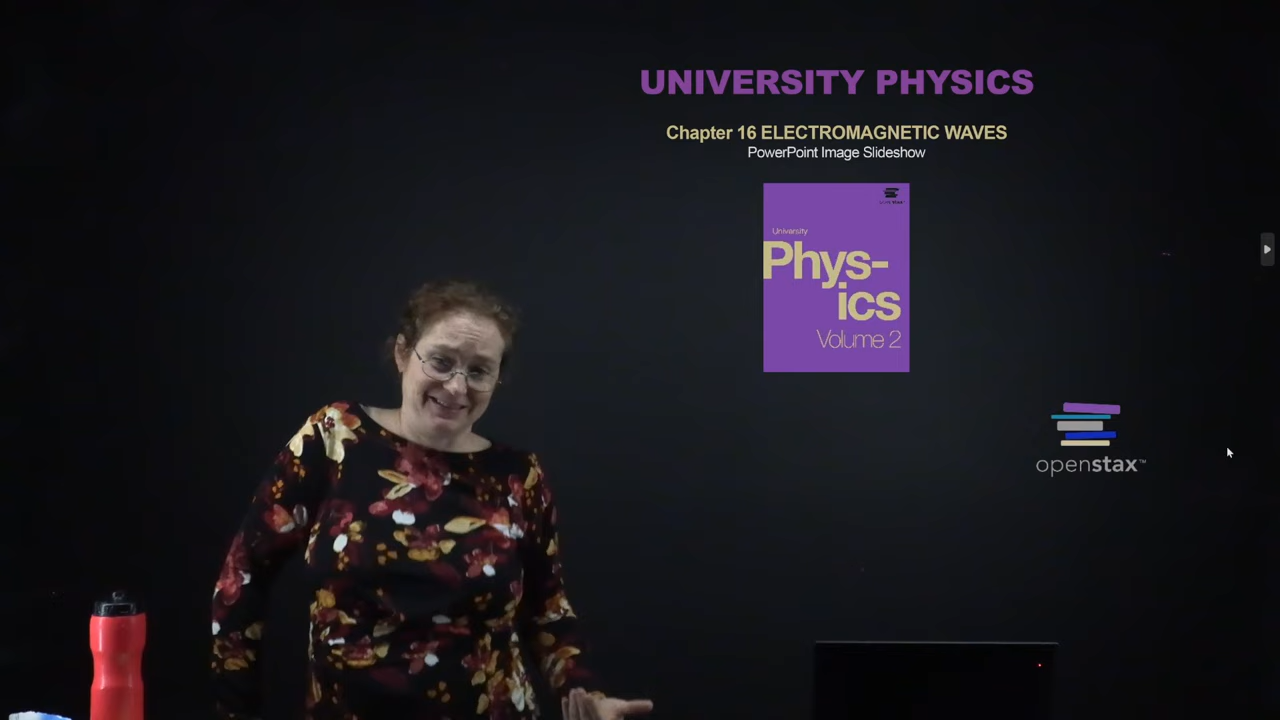 UNIVERSITY PHYSICS
Chapter 16 ELECTROMAGNETIC WAVES
PowerPoint Image Slideshow
University
Phys-
ics
Volume 2
openstax™